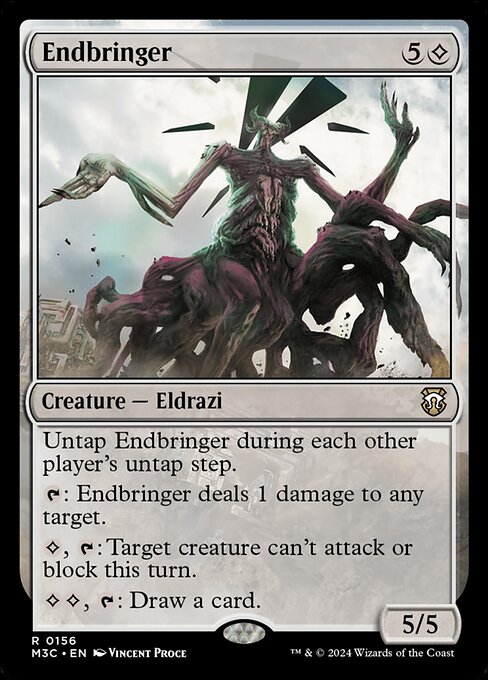 Endbringer 5
Creature — Eldrazi
Untap Endbringer during each other
player's untap step.
: Endbringer deals 1 damage to any
target.
, : Target creature can't attack or
block this turn.
, : Draw a card.
5/5
R 0156
M3C • EN Vincent Proce
™ & © 2024 Wizards of the Coast